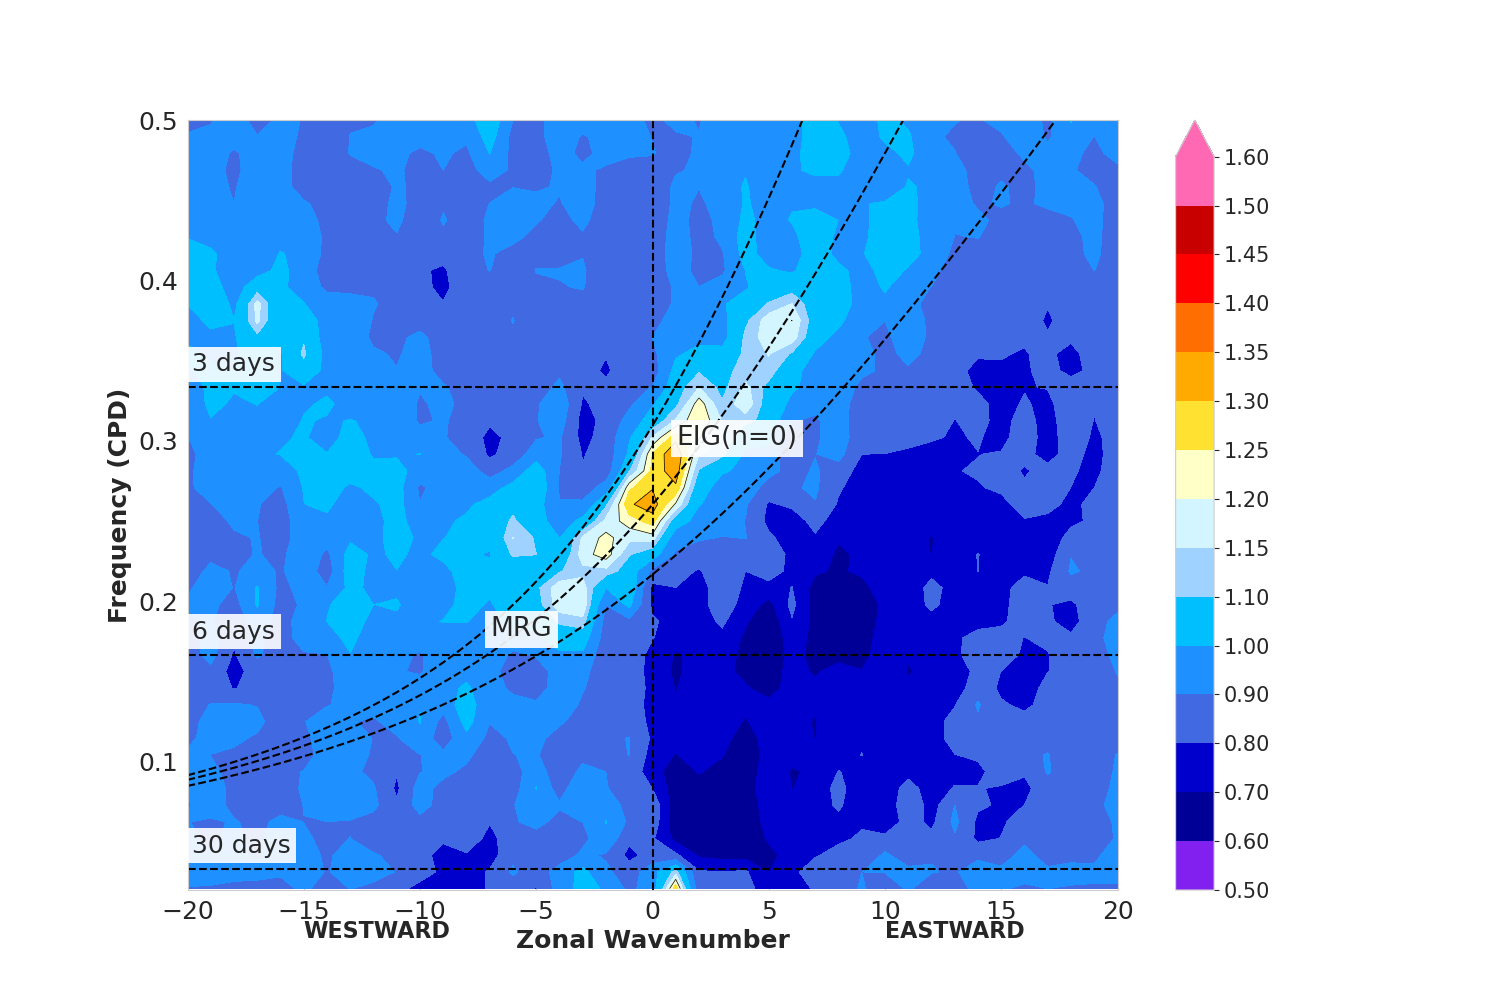 0.5
0.4
0.3
0.2
0.1
Frequency (CPD)
3 days
6 days
30 days
EIG(n=0)
MRG
−20 −15 −10 −5 0 5 10 15 20
WESTWARD
Zonal Wavenumber
EASTWARD
1.60
1.50
1.45
1.40
1.35
1.30
1.25
1.20
1.15
1.10
1.00
0.90
0.80
0.70
0.60
0.50